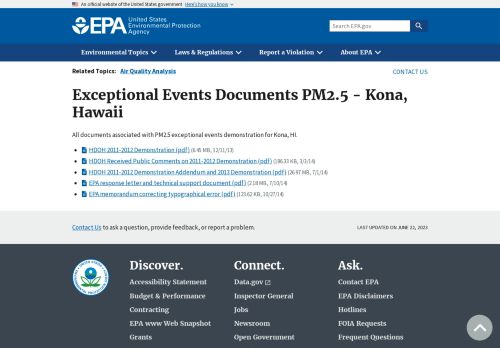 An official website of the United States government Here's how you know
EPA United States Environmental Protection Agency
Search EPA.gov
Environmental Topics Laws & Regulations Report a Violation About EPA
Related Topics: Air Quality Analysis
CONTACT US
Exceptional Events Documents PM2.5 - Kona,
Hawaii
All documents associated with PM2.5 exceptional events demonstration for Kona, HI.
HDOH 2011-2012 Demonstration (pdf) (6.45 MB, 12/11/13)
HDOH Received Public Comments on 2011-2012 Demonstration (pdf) (186.33 KB, 3/3/14)
HDOH 2011-2012 Demonstration Addendum and 2013 Demonstration (pdf) (26.97 MB, 7/1/14)
EPA response letter and technical support document (pdf) (2.18 MB, 7/10/14)
EPA memorandum correcting typographical error (pdf) (123.62 KB, 10/27/14)
Contact Us to ask a question, provide feedback, or report a problem.
LAST UPDATED ON JUNE 22, 2023
Discover.
Accessibility Statement
Budget & Performance
Contracting
EPA www Web Snapshot
Grants
Connect.
Data.gov
Inspector General
Jobs
Newsroom
Open Government
Ask.
Contact EPA
EPA Disclaimers
Hotlines
FOIA Requests
Frequent Questions